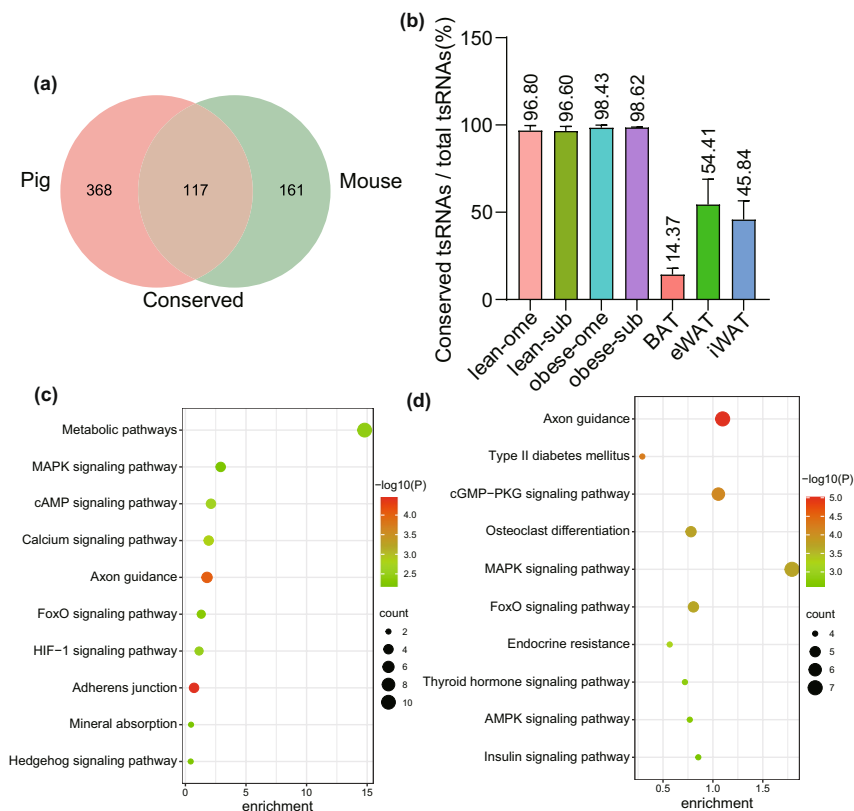 (a)
Pig
368
117
161
Mouse
Conserved
(b)
Conserved tsRNAs / total tsRNAs(%)
150
100
50
0
96.80
96.60
98.43
98.62
14.37
54.41
45.84
lean-ome
lean-sub
obese-ome
obese-sub
BAT
eWAT
iWAT
(c)
Metabolic pathways
MAPK signaling pathway
cAMP signaling pathway
Calcium signaling pathway
Axon guidance
FoxO signaling pathway
HIF−1 signaling pathway
Adherens junction
Mineral absorption
Hedgehog signaling pathway
0 5 10 15
enrichment
−log10(P)
4.0
3.5
3.0
2.5
count
2
4
6
8
10
(d)
Axon guidance
Type II diabetes mellitus
cGMP−PKG signaling pathway
Osteoclast differentiation
MAPK signaling pathway
FoxO signaling pathway
Endocrine resistance
Thyroid hormone signaling pathway
AMPK signaling pathway
Insulin signaling pathway
0.5 1.0 1.5
enrichment
−log10(P)
5.0
4.5
4.0
3.5
3.0
count
4
5
6
7